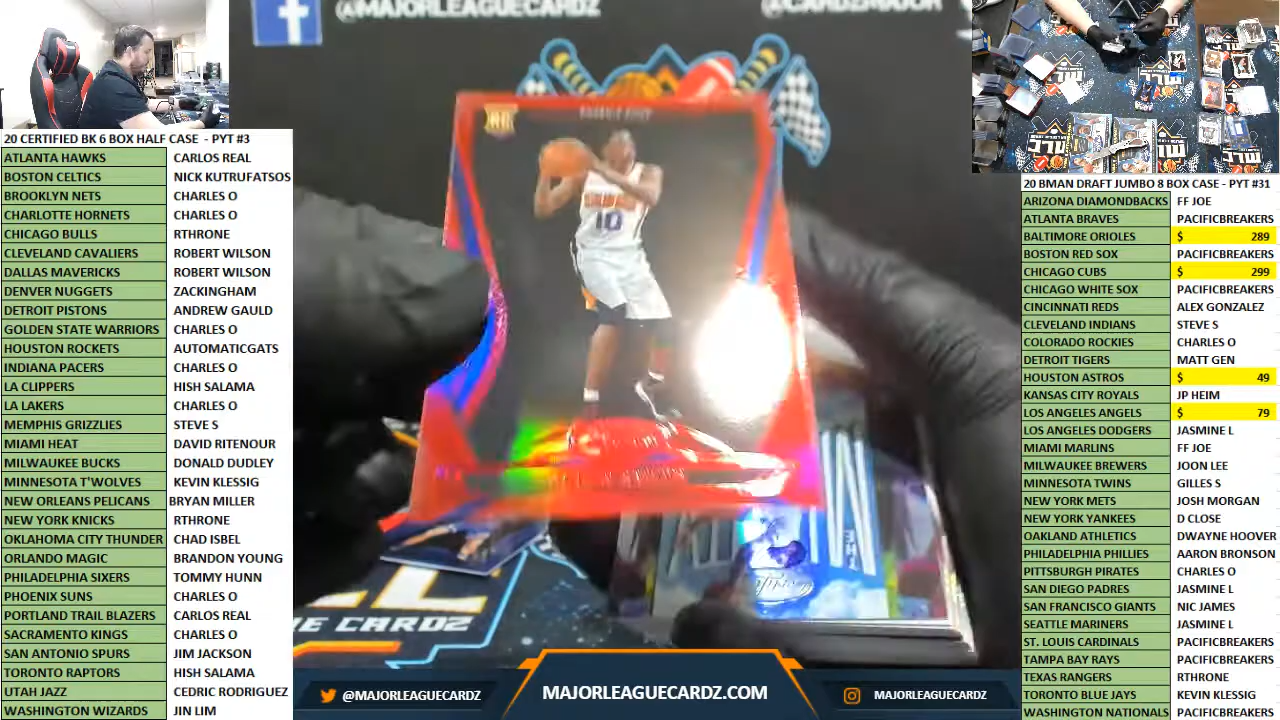 @MAJORLEAGUECARDZ
@CARDZMAJOR
20 CERTIFIED BK 6 BOX HALF CASE - PYT #3
ATLANTA HAWKS CARLOS REAL
BOSTON CELTICS NICK KUTRUFATSOS
BROOKLYN NETS CHARLES O
CHARLOTTE HORNETS CHARLES O
CHICAGO BULLS RTHRONE
CLEVELAND CAVALIERS ROBERT WILSON
DALLAS MAVERICKS ROBERT WILSON
DENVER NUGGETS ZACKINGHAM
DETROIT PISTONS ANDREW GAULD
GOLDEN STATE WARRIORS CHARLES O
HOUSTON ROCKETS AUTOMATICGATS
INDIANA PACERS CHARLES O
LA CLIPPERS HISH SALAMA
LA LAKERS CHARLES O
MEMPHIS GRIZZLIES STEVE S
MIAMI HEAT DAVID RITENOUR
MILWAUKEE BUCKS DONALD DUDLEY
MINNESOTA T'WOLVES KEVIN KLESSIG
NEW ORLEANS PELICANS BRYAN MILLER
NEW YORK KNICKS RTHRONE
OKLAHOMA CITY THUNDER CHAD ISBEL
ORLANDO MAGIC BRANDON YOUNG
PHILADELPHIA SIXERS TOMMY HUNN
PHOENIX SUNS CHARLES O
PORTLAND TRAIL BLAZERS CARLOS REAL
SACRAMENTO KINGS CHARLES O
SAN ANTONIO SPURS JIM JACKSON
TORONTO RAPTORS HISH SALAMA
UTAH JAZZ CEDRIC RODRIGUEZ
WASHINGTON WIZARDS JIN LIM
10
E CARDZ
@MAJORLEAGUECARDZ
MAJORLEAGUECARDZ.COM
MAJORLEAGUECARDZ
20 BMAN DRAFT JUMBO 8 BOX CASE - PYT #31
ARIZONA DIAMONDBACKS FF JOE
ATLANTA BRAVES PACIFICBREAKERS
BALTIMORE ORIOLES $ 289
BOSTON RED SOX PACIFICBREAKERS
CHICAGO CUBS $ 299
CHICAGO WHITE SOX PACIFICBREAKERS
CINCINNATI REDS ALEX GONZALEZ
CLEVELAND INDIANS STEVE S
COLORADO ROCKIES CHARLES O
DETROIT TIGERS MATT GEN
HOUSTON ASTROS $ 49
KANSAS CITY ROYALS JP HEIM
LOS ANGELES ANGELS $ 79
LOS ANGELES DODGERS JASMINE L
MIAMI MARLINS FF JOE
MILWAUKEE BREWERS JOON LEE
MINNESOTA TWINS GILLES S
NEW YORK METS JOSH MORGAN
NEW YORK YANKEES D CLOSE
OAKLAND ATHLETICS DWAYNE HOOVER
PHILADELPHIA PHILLIES AARON BRONSON
PITTSBURGH PIRATES CHARLES O
SAN DIEGO PADRES JASMINE L
SAN FRANCISCO GIANTS NIC JAMES
SEATTLE MARINERS JASMINE L
ST. LOUIS CARDINALS PACIFICBREAKERS
TAMPA BAY RAYS PACIFICBREAKERS
TEXAS RANGERS RTHRONE
TORONTO BLUE JAYS KEVIN KLESSIG
WASHINGTON NATIONALS PACIFICBREAKERS